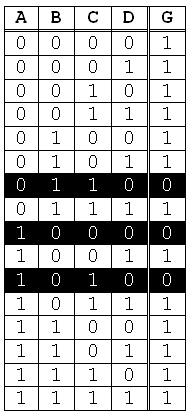 A B C D G
0 0 0 0 1
0 0 0 1 1
0 0 1 0 1
0 0 1 1 1
0 1 0 0 1
0 1 0 1 1
0 1 1 0 0
0 1 1 1 1
1 0 0 0 0
1 0 0 1 1
1 0 1 0 0
1 0 1 1 1
1 1 0 0 1
1 1 0 1 1
1 1 1 0 1
1 1 1 1 1